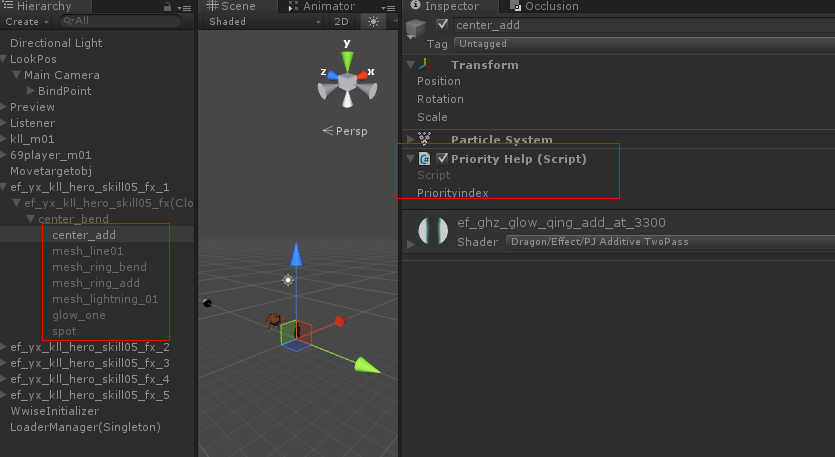 Hierarchy
Create
All
Directional Light
LookPos
Main Camera
BindPoint
Preview
Listener
kll_m01
69player_m01
Movetargetobj
ef_yx_kll_hero_skill05_fx_1
ef_yx_kll_hero_skill05_fx(Clo
center_bend
center_add
mesh_line01
mesh_ring_bend
mesh_ring_add
mesh_lightning_01
glow_one
spot
ef_yx_kll_hero_skill05_fx_2
ef_yx_kll_hero_skill05_fx_3
ef_yx_kll_hero_skill05_fx_4
ef_yx_kll_hero_skill05_fx_5
WwiseInitializer
LoaderManager(Singleton)
Scene
Animator
Shaded
2D
y
z
x
Persp
Inspector
Occlusion
center_add
Tag
Untagged
Transform
Position
Rotation
Scale
Particle System
C#
Priority Help (Script)
Script
Priorityindex
ef_ghz_glow_qing_add_at_3300
Shader
Dragon/Effect/PJ Additive TwoPass